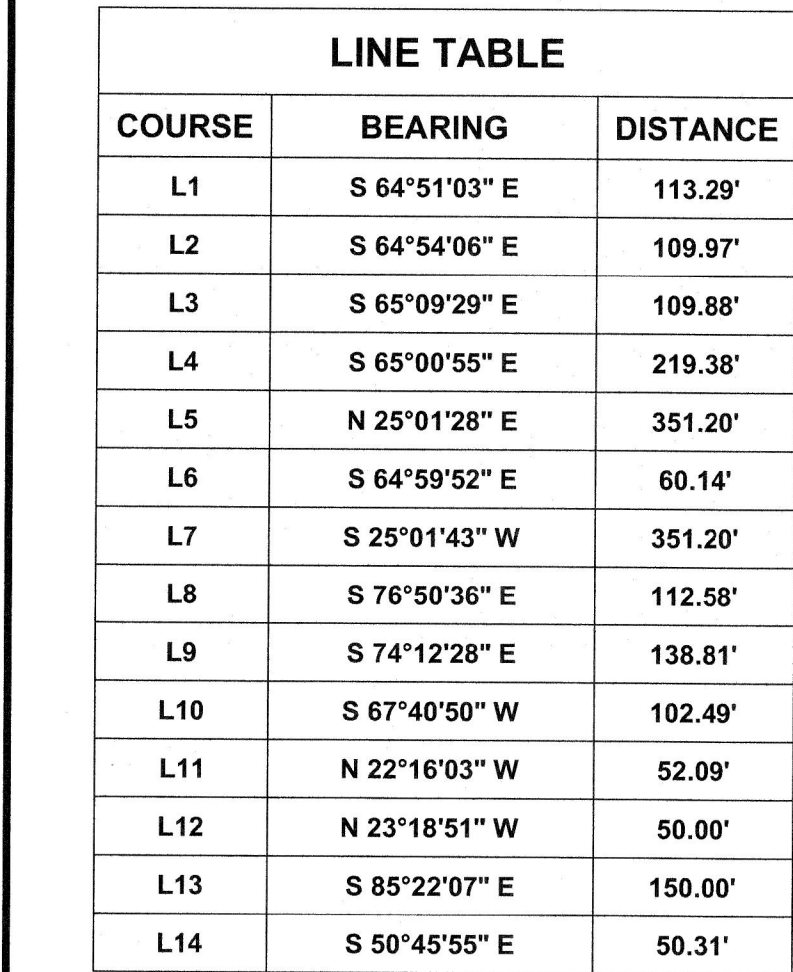 LINE TABLE
COURSE BEARING DISTANCE
L1 S 64°51'03" E 113.29'
L2 S 64°54'06" E 109.97'
L3 S 65°09'29" E 109.88'
L4 S 65°00'55" E 219.38'
L5 N 25°01'28" E 351.20'
L6 S 64°59'52" E 60.14'
L7 S 25°01'43" W 351.20'
L8 S 76°50'36" E 112.58'
L9 S 74°12'28" E 138.81'
L10 S 67°40'50" W 102.49'
L11 N 22°16'03" W 52.09'
L12 N 23°18'51" W 50.00'
L13 S 85°22'07" E 150.00'
L14 S 50°45'55" E 50.31'